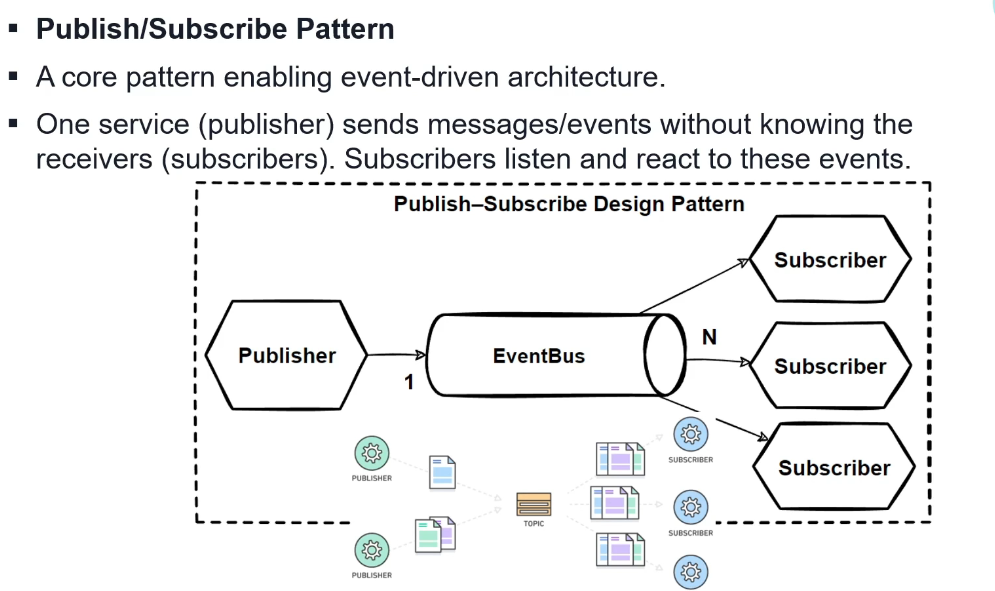 ▪ Publish/Subscribe Pattern
▪ A core pattern enabling event-driven architecture.
▪ One service (publisher) sends messages/events without knowing the
receivers (subscribers). Subscribers listen and react to these events.
Publish–Subscribe Design Pattern
Publisher
1
EventBus
N
Subscriber
Subscriber
Subscriber
PUBLISHER
PUBLISHER
TOPIC
SUBSCRIBER
SUBSCRIBER